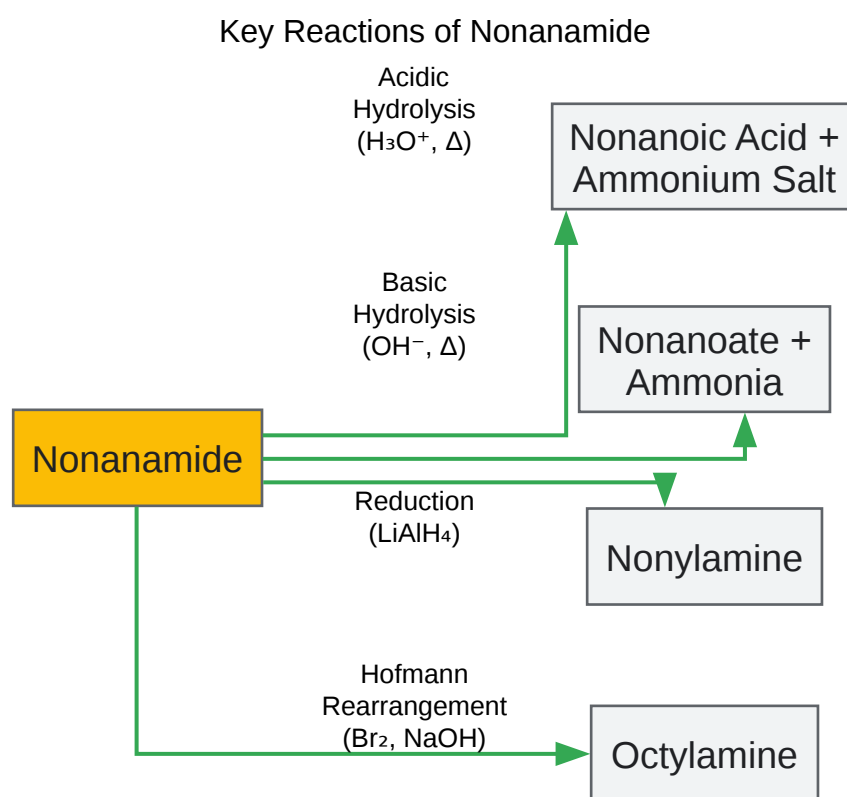 Key Reactions of Nonanamide
Acidic
Hydrolysis
(H₃O⁺, Δ)
Nonanoic Acid +
Ammonium Salt
Basic
Hydrolysis
(OH⁻, Δ)
Nonanoate +
Ammonia
Nonanamide
Reduction
(LiAlH₄)
Nonylamine
Hofmann
Rearrangement
(Br₂, NaOH)
Octylamine